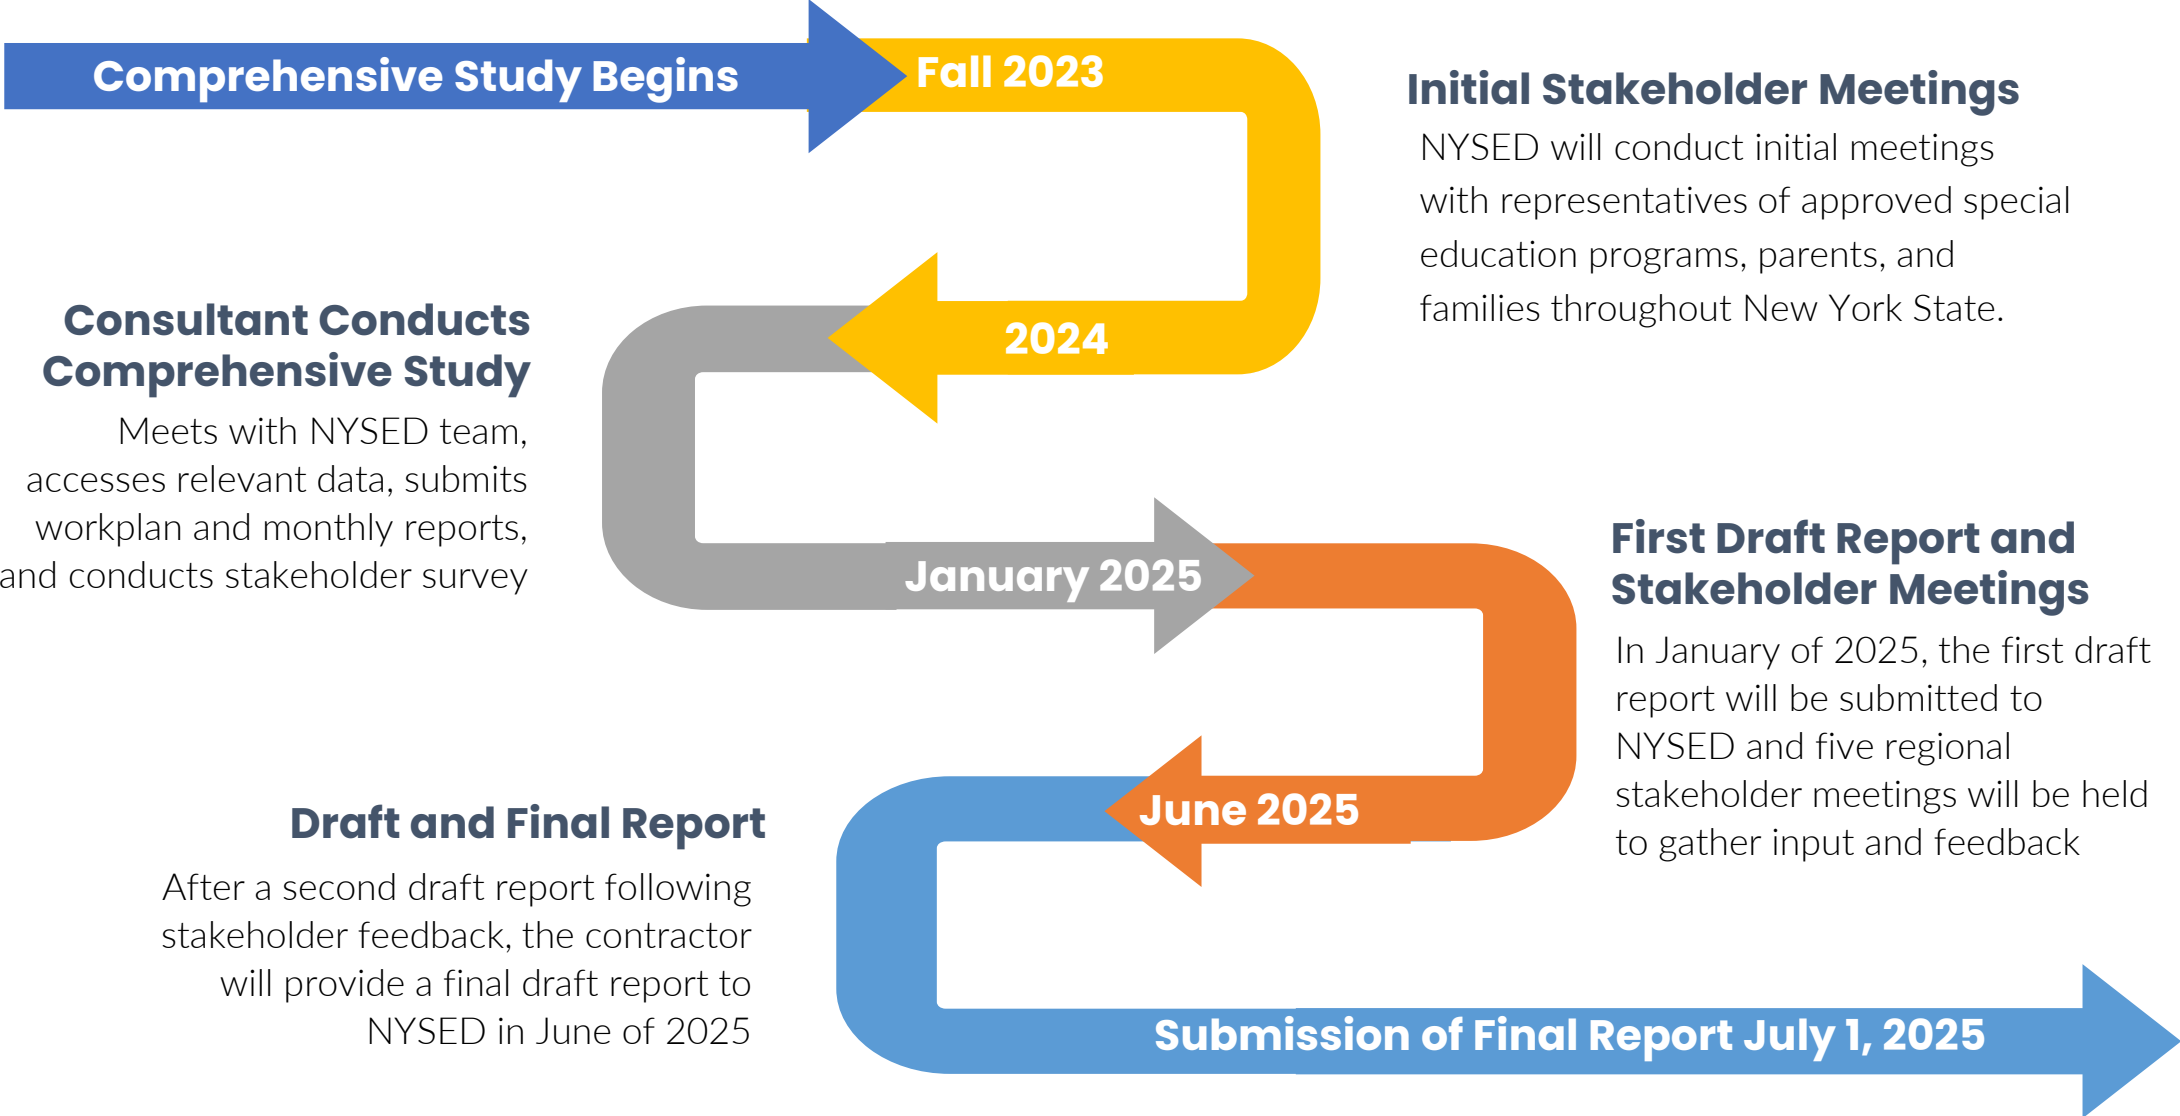 Comprehensive Study Begins
Fall 2023
Initial Stakeholder Meetings
NYSED will conduct initial meetings
with representatives of approved special
education programs, parents, and
families throughout New York State.
2024
Consultant Conducts
Comprehensive Study
Meets with NYSED team,
accesses relevant data, submits
workplan and monthly reports,
and conducts stakeholder survey
January 2025
First Draft Report and
Stakeholder Meetings
In January of 2025, the first draft
report will be submitted to
NYSED and five regional
stakeholder meetings will be held
to gather input and feedback
June 2025
Draft and Final Report
After a second draft report following
stakeholder feedback, the contractor
will provide a final draft report to
NYSED in June of 2025
Submission of Final Report July 1, 2025